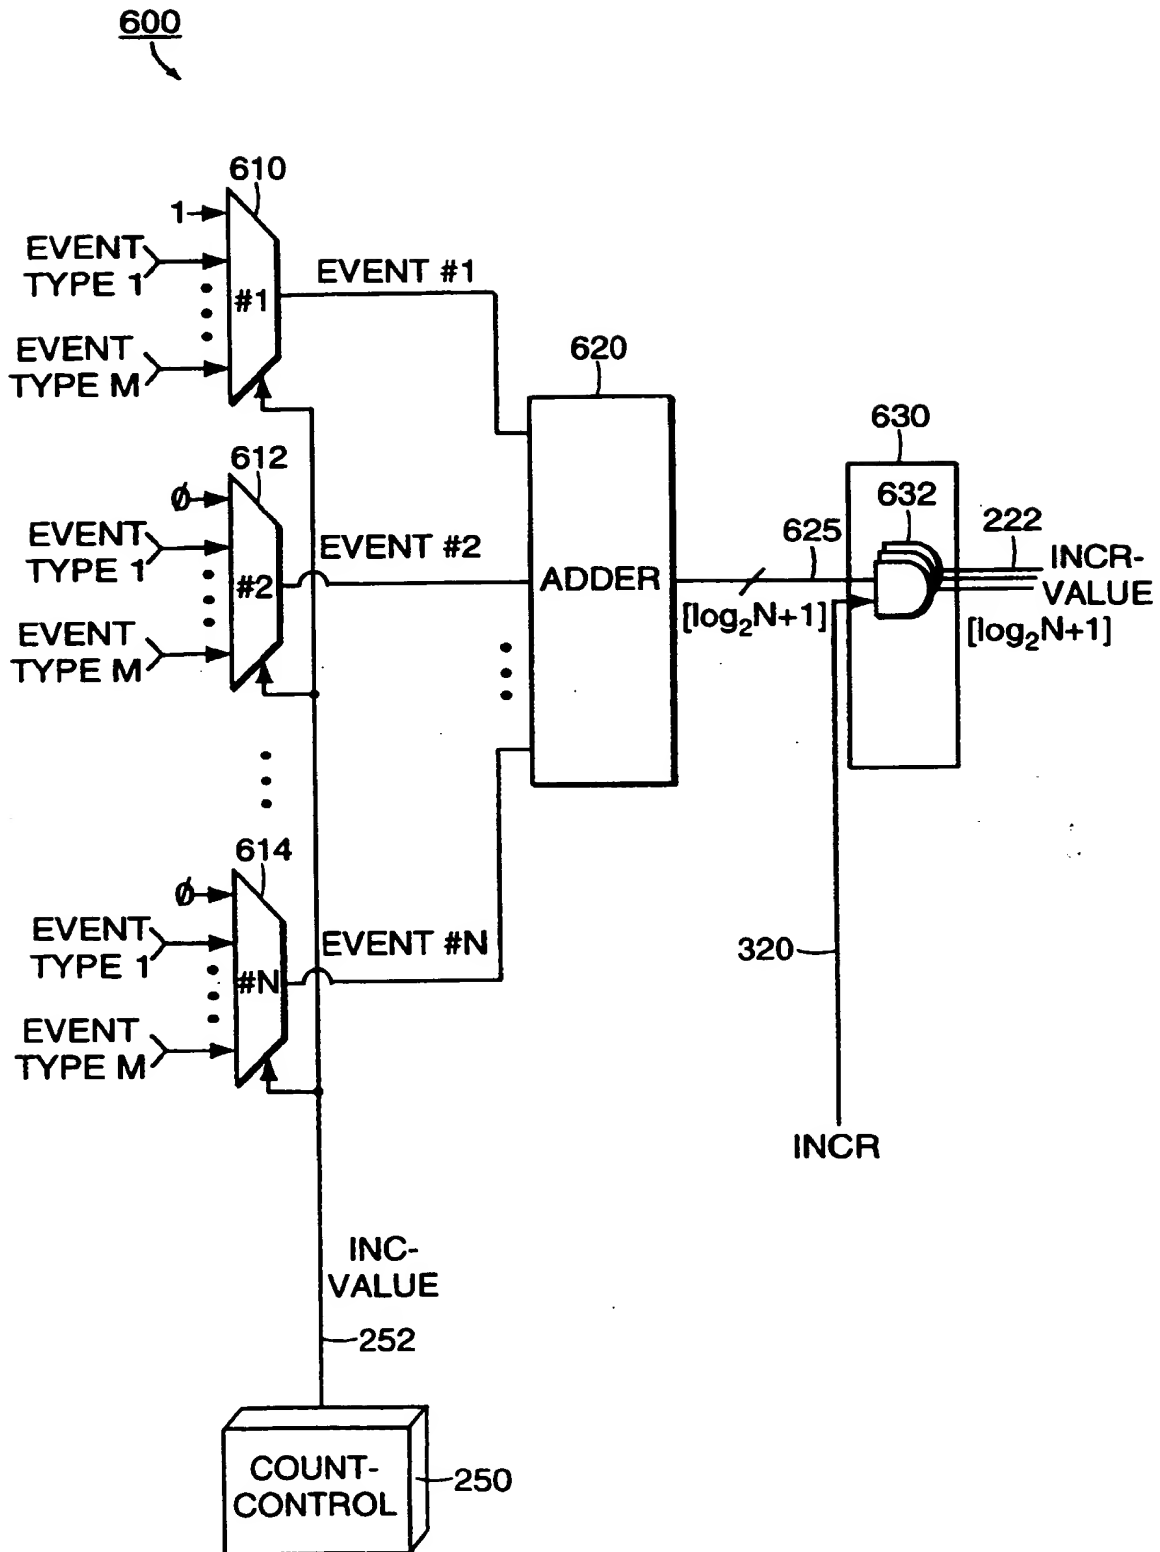 600
610
1
EVENT
TYPE 1
#1
EVENT #1
EVENT
TYPE M
620
630
612
Ø
632
EVENT
TYPE 1
#2
EVENT #2
ADDER
625
222
INCR-
VALUE
[log₂N+1]
[log₂N+1]
EVENT
TYPE M
614
Ø
EVENT
TYPE 1
#N
EVENT #N
320
EVENT
TYPE M
INCR
INC-
VALUE
252
COUNT-
CONTROL
250